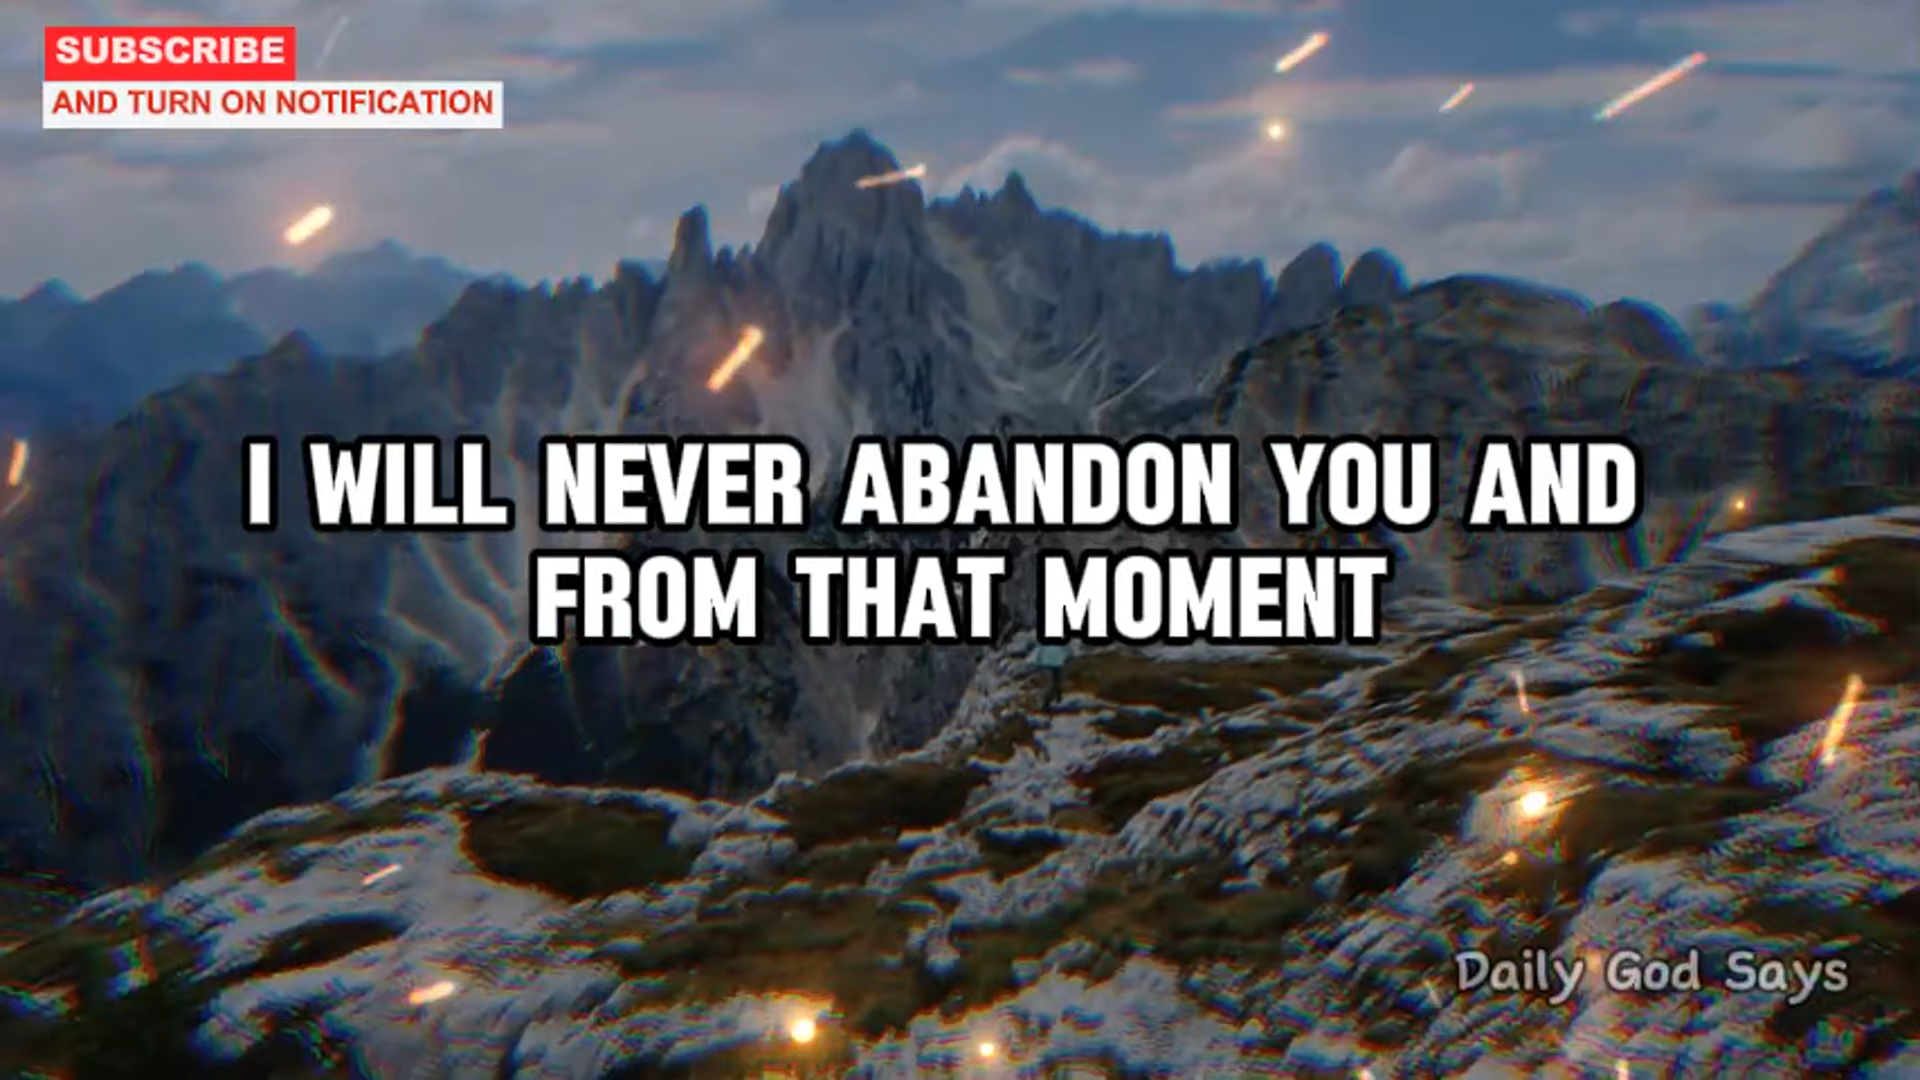 SUBSCRIBE
AND TURN ON NOTIFICATION
I WILL NEVER ABANDON YOU AND
FROM THAT MOMENT
Daily God Says